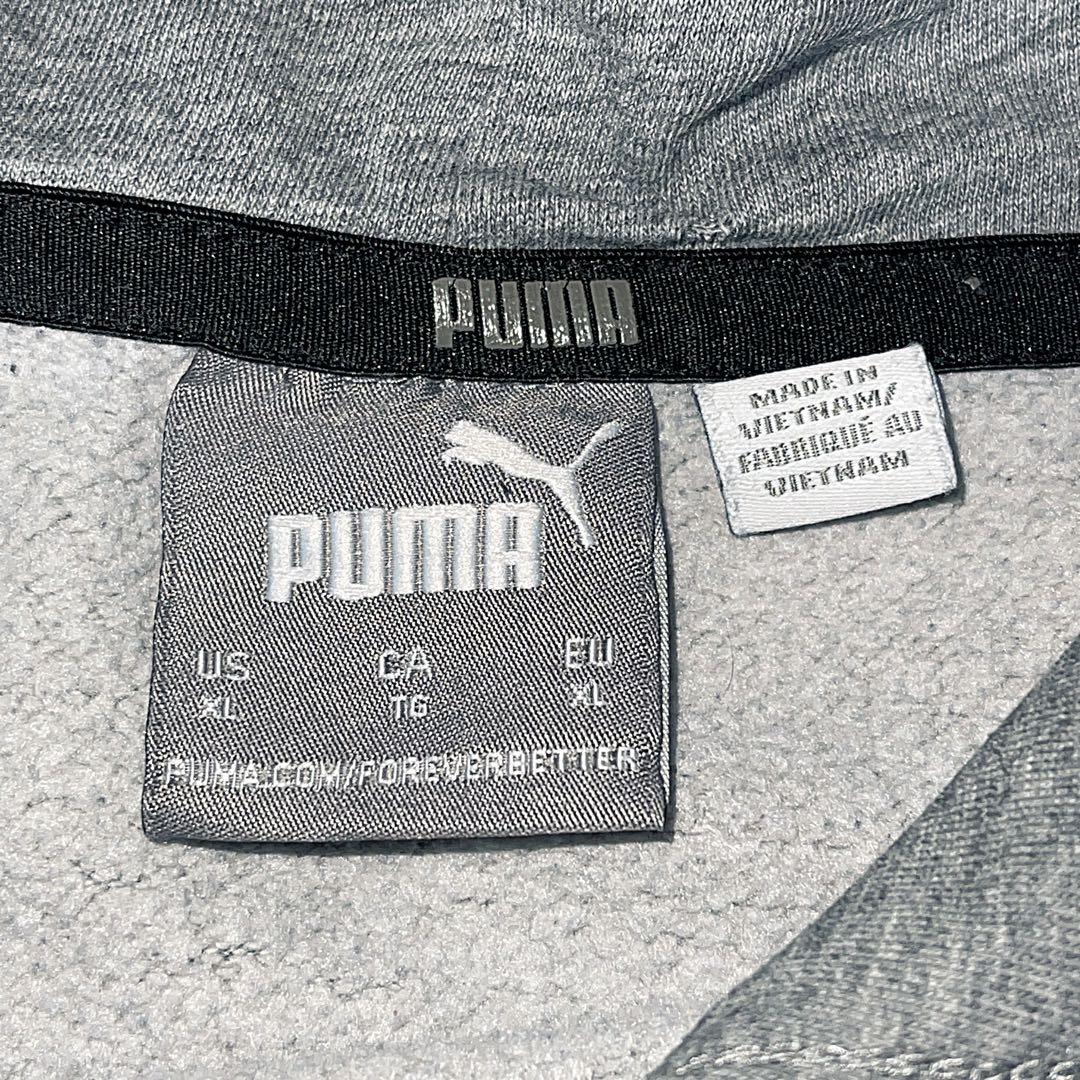 PUMA
MADE IN
VIETNAM/
FABRIQUE AU
VIETNAM
PUMA
US CA EU
XL TG XL
PUMA.COM/FOREVERBETTER